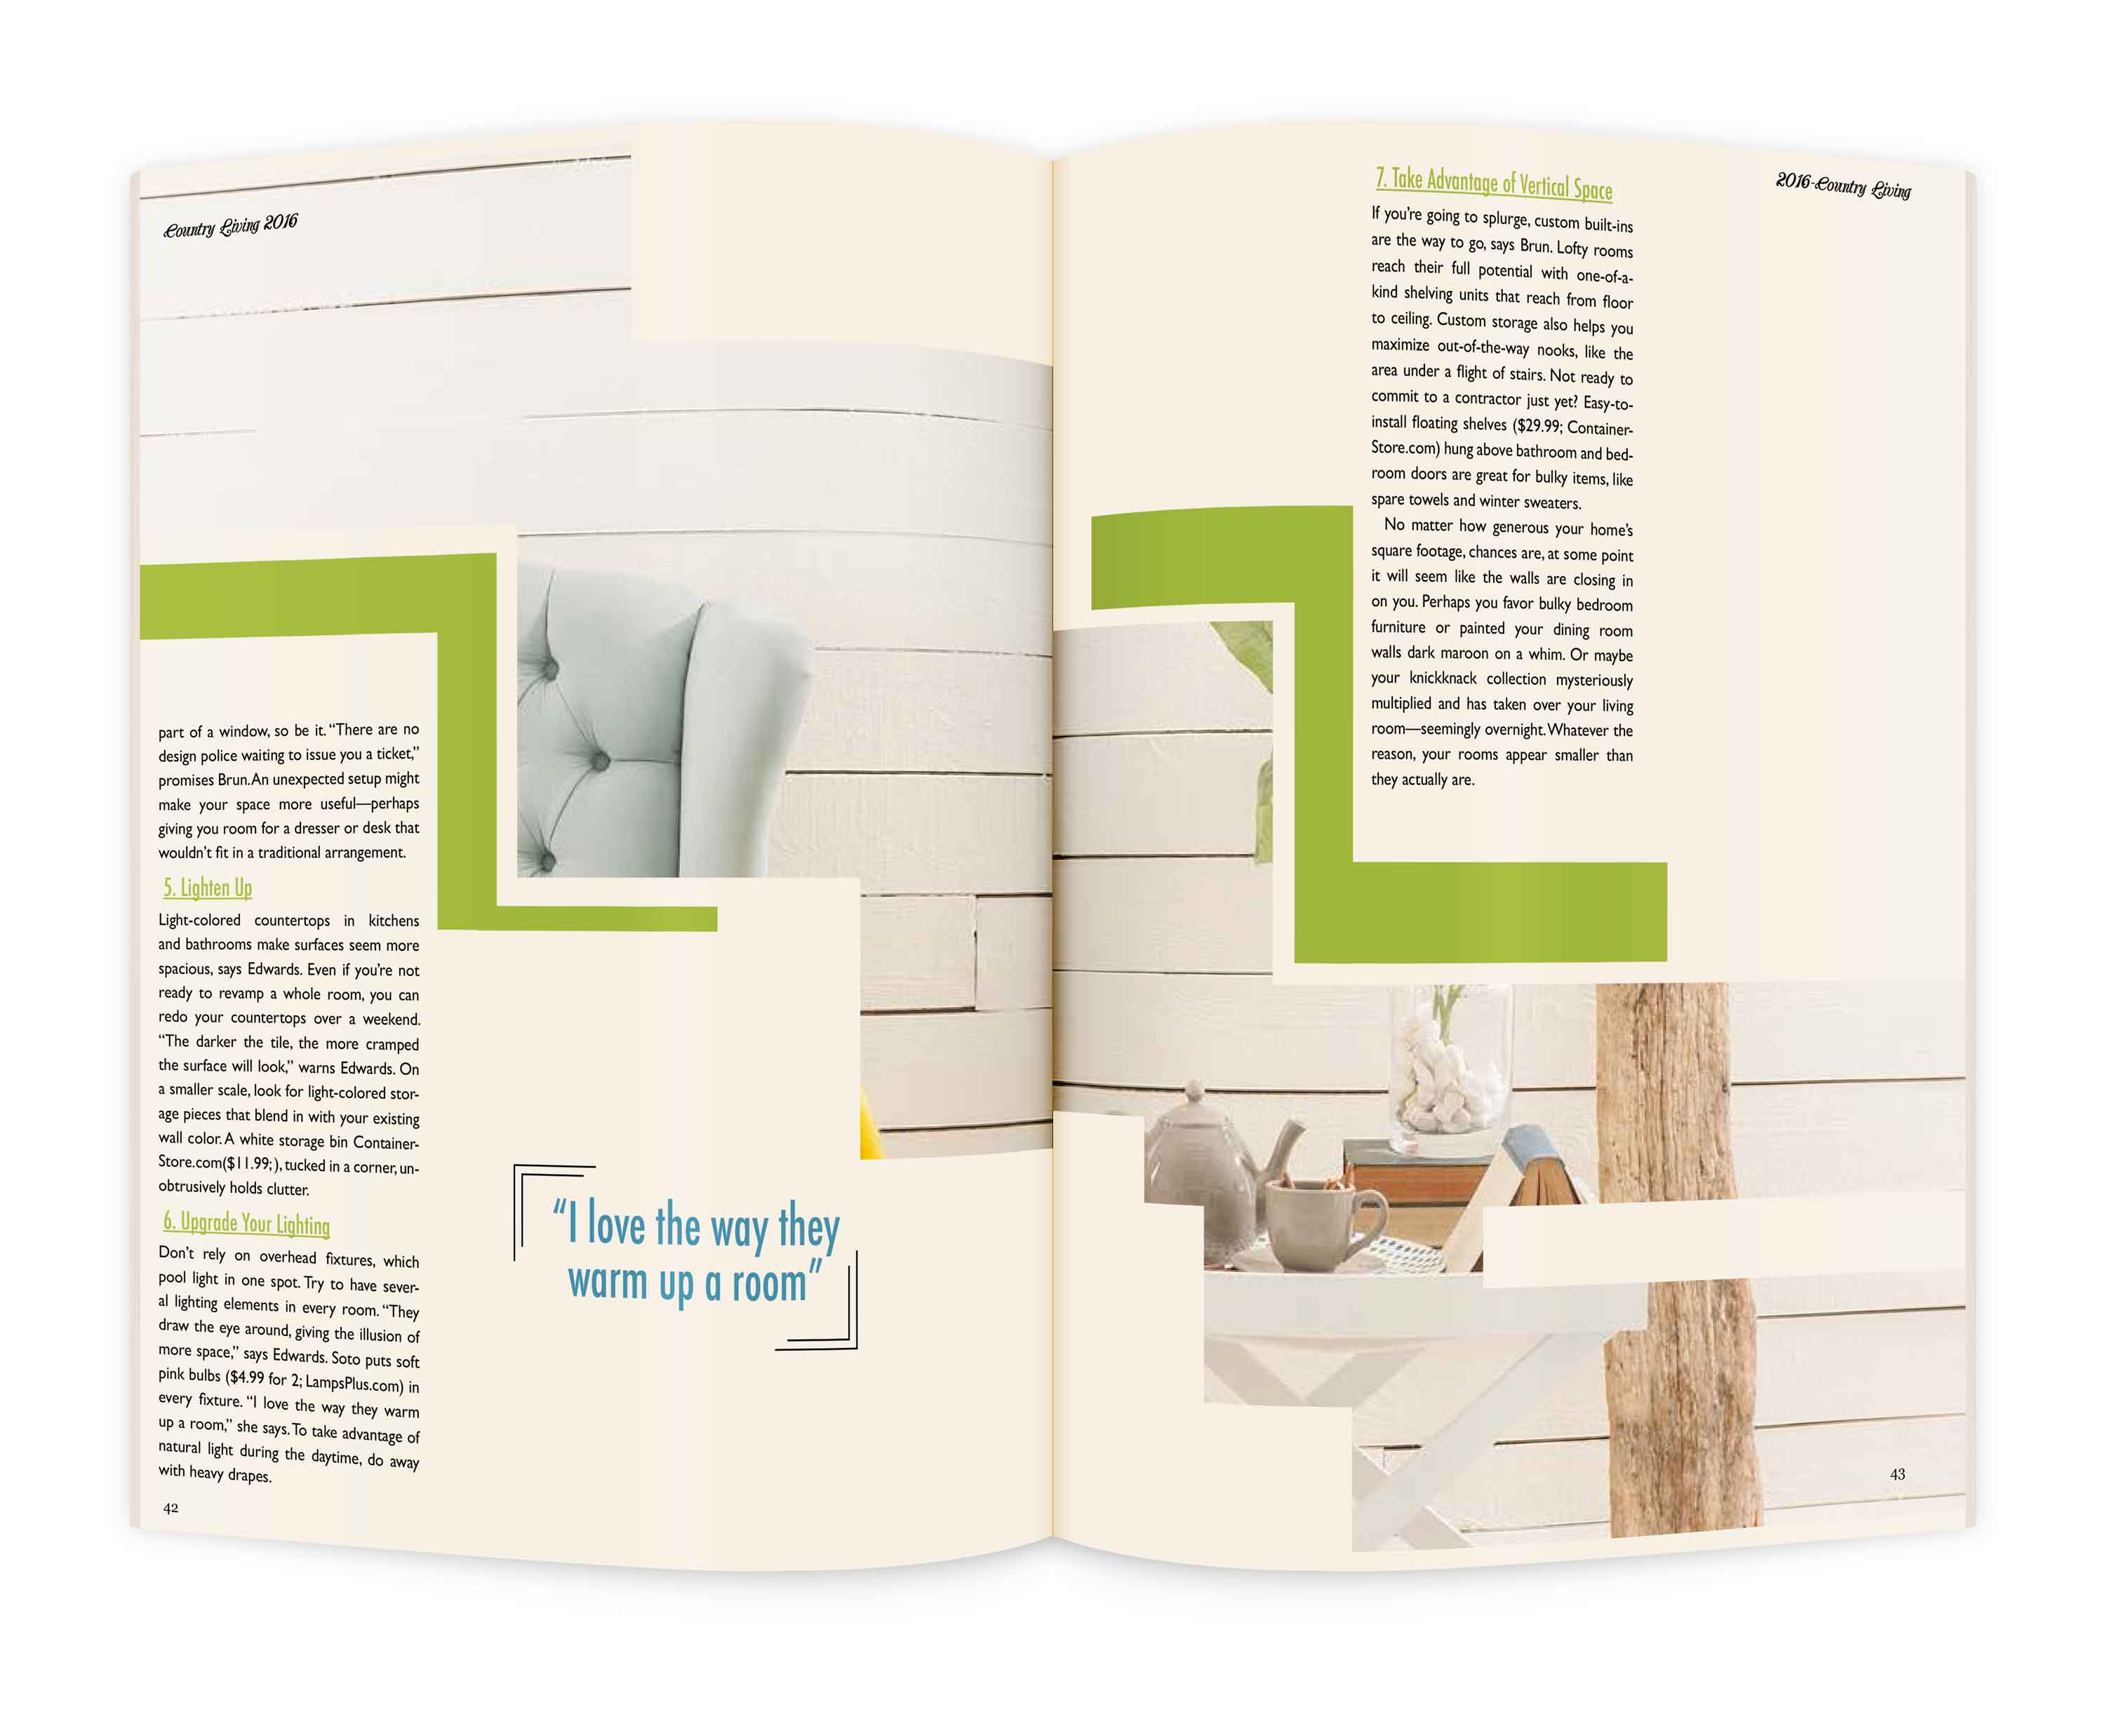 Country Living 2016
part of a window, so be it. “There are no
design police waiting to issue you a ticket,”
promises Brun. An unexpected setup might
make your space more useful—perhaps
giving you room for a dresser or desk that
wouldn’t fit in a traditional arrangement.
5. Lighten Up
Light-colored countertops in kitchens
and bathrooms make surfaces seem more
spacious, says Edwards. Even if you’re not
ready to revamp a whole room, you can
redo your countertops over a weekend.
“The darker the tile, the more cramped
the surface will look,” warns Edwards. On
a smaller scale, look for light-colored stor-
age pieces that blend in with your existing
wall color. A white storage bin Container-
Store.com($11.99;), tucked in a corner, un-
obtrusively holds clutter.
6. Upgrade Your Lighting
Don’t rely on overhead fixtures, which
pool light in one spot. Try to have sever-
al lighting elements in every room. “They
draw the eye around, giving the illusion of
more space,” says Edwards. Soto puts soft
pink bulbs ($4.99 for 2; LampsPlus.com) in
every fixture. “I love the way they warm
up a room,” she says. To take advantage of
natural light during the daytime, do away
with heavy drapes.
42
“I love the way they
warm up a room”
7. Take Advantage of Vertical Space
If you’re going to splurge, custom built-ins
are the way to go, says Brun. Lofty rooms
reach their full potential with one-of-a-
kind shelving units that reach from floor
to ceiling. Custom storage also helps you
maximize out-of-the-way nooks, like the
area under a flight of stairs. Not ready to
commit to a contractor just yet? Easy-to-
install floating shelves ($29.99; Container-
Store.com) hung above bathroom and bed-
room doors are great for bulky items, like
spare towels and winter sweaters.
No matter how generous your home’s
square footage, chances are, at some point
it will seem like the walls are closing in
on you. Perhaps you favor bulky bedroom
furniture or painted your dining room
walls dark maroon on a whim. Or maybe
your knickknack collection mysteriously
multiplied and has taken over your living
room—seemingly overnight. Whatever the
reason, your rooms appear smaller than
they actually are.
2016-Country Living
43